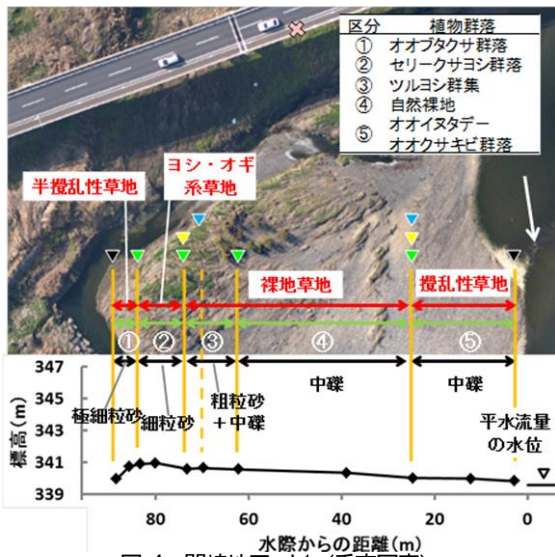 区分 植物群落
① オオブタクサ群落
② セリークサヨシ群落
③ ツルヨシ群集
④ 自然裸地
⑤ オオイヌタデー
オオクサキビ群落
ヨシ・オギ
系草地
半攪乱性草地
裸地草地
攪乱性草地
① ② ③ ④ ⑤
極細粒砂
細粒砂
粗粒砂
+中礫
中礫
中礫
平水流量
の水位
標高(m)
347
345
343
341
339
80 60 40 20 0
水際からの距離(m)